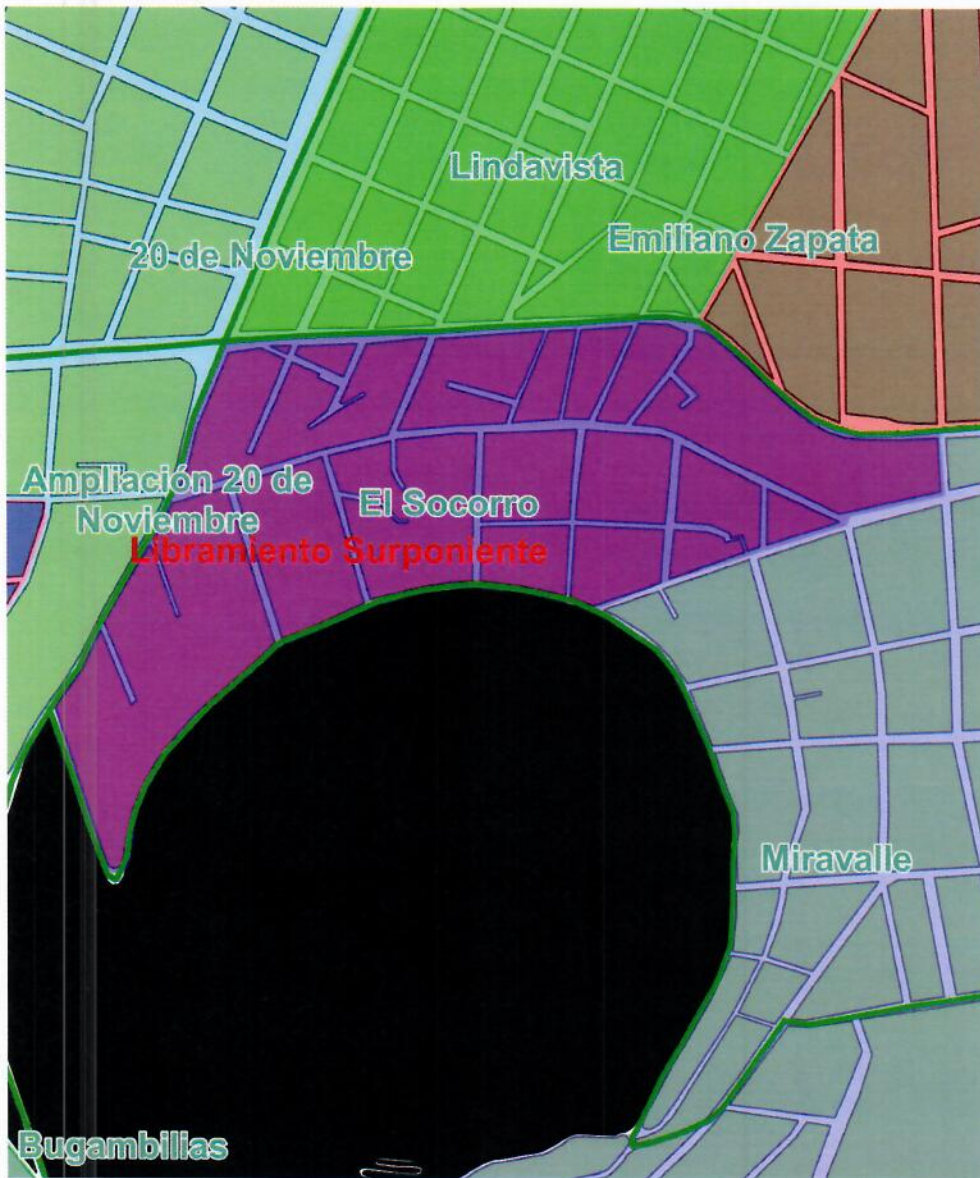 Lindavista
Emiliano Zapata
20 de Noviembre
Ampliación 20 de
Noviembre
El Socorro
Libramiento Surponiente
Miravalle
Bugambilias